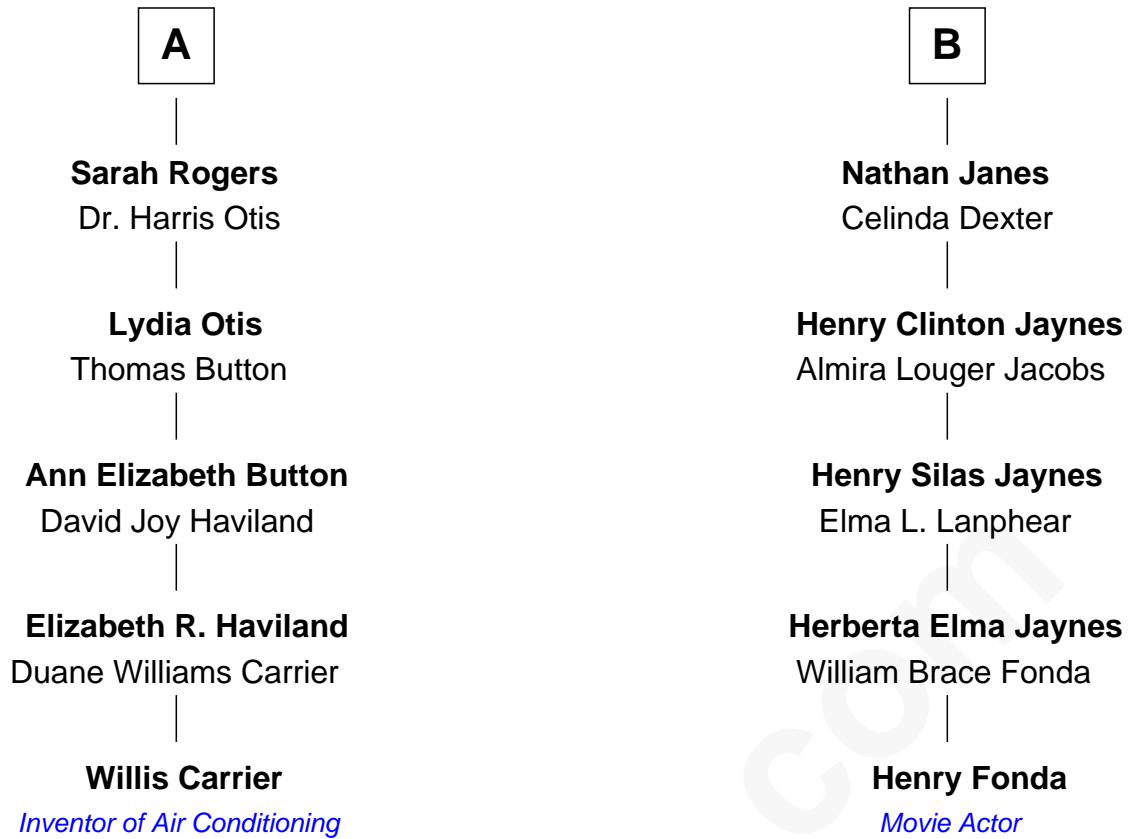 A
Sarah Rogers
Dr. Harris Otis
Lydia Otis
Thomas Button
Ann Elizabeth Button
David Joy Haviland
Elizabeth R. Haviland
Duane Williams Carrier
Willis Carrier
Inventor of Air Conditioning
B
Nathan Janes
Celinda Dexter
Henry Clinton Jaynes
Almira Louger Jacobs
Henry Silas Jaynes
Elma L. Lanphear
Herberta Elma Jaynes
William Brace Fonda
Henry Fonda
Movie Actor
com